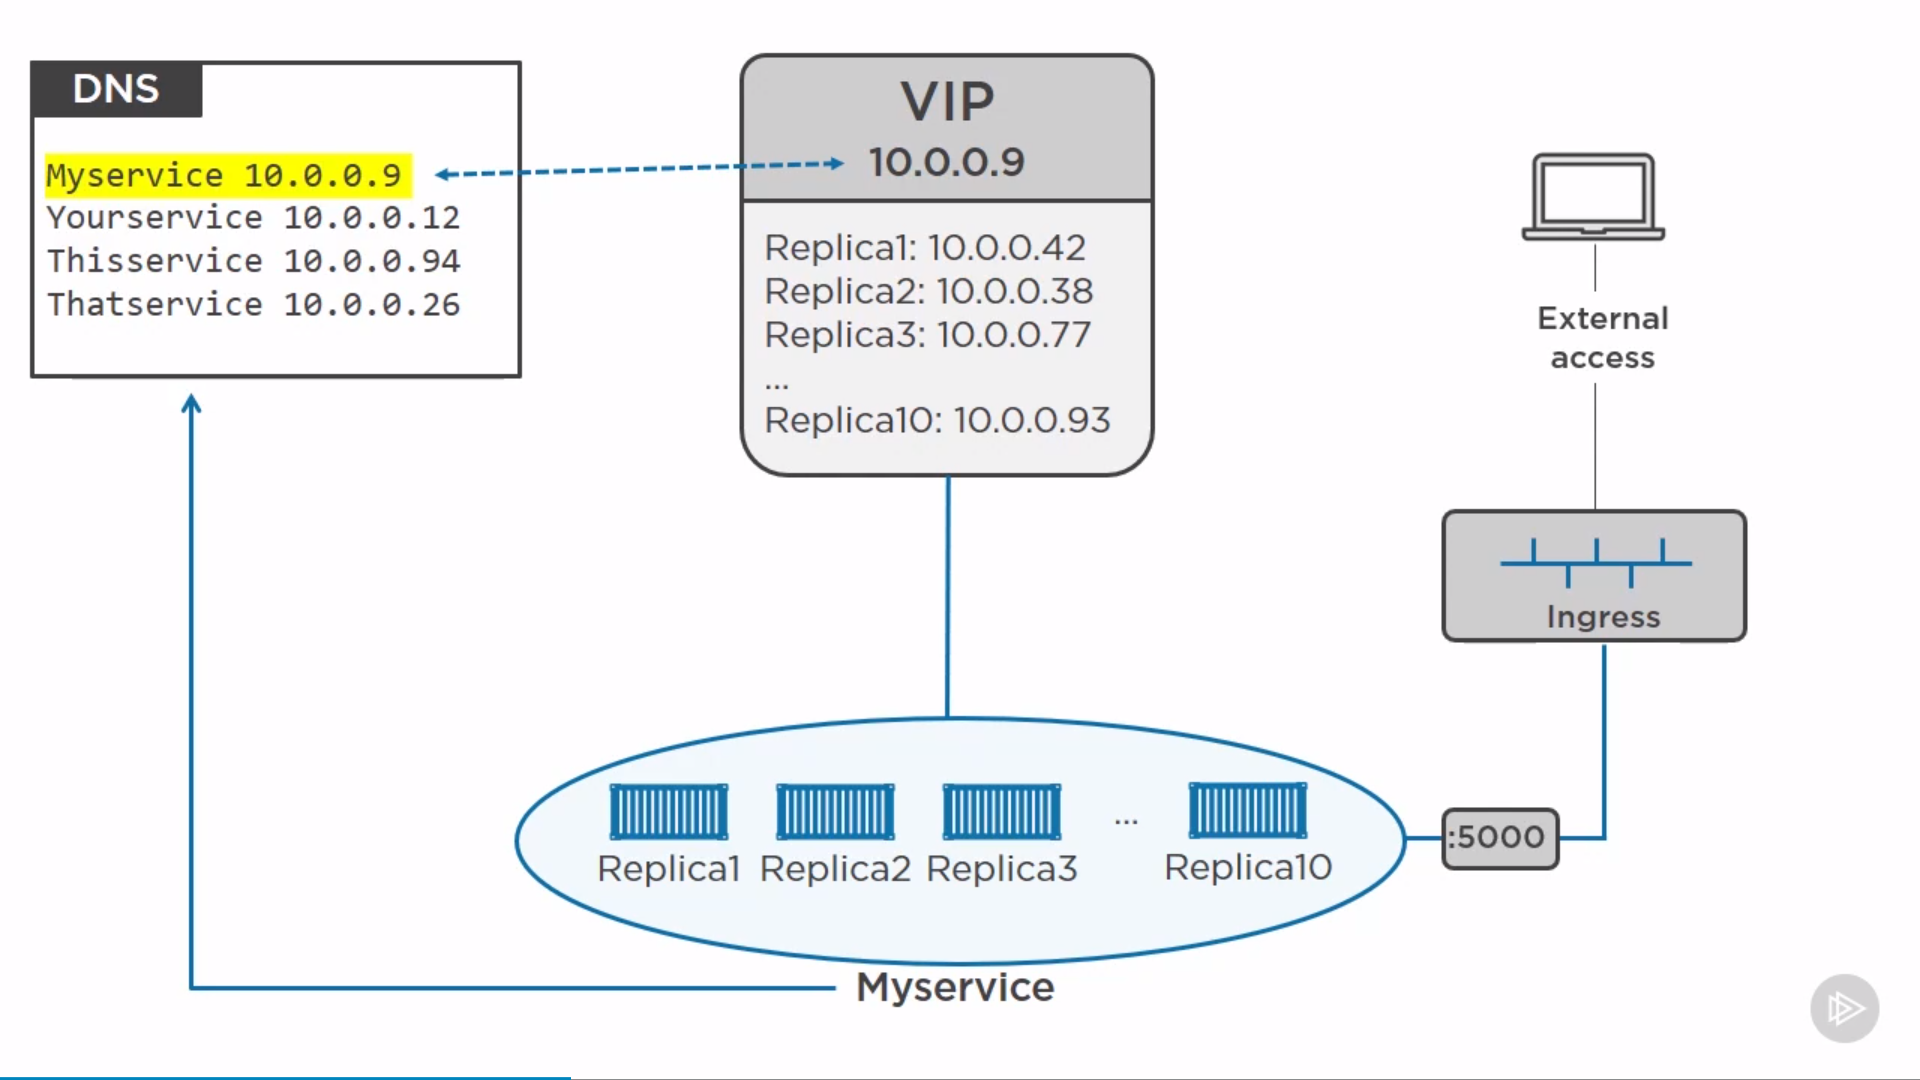 DNS
Myservice 10.0.0.9
Yourservice 10.0.0.12
Thisservice 10.0.0.94
Thatservice 10.0.0.26
VIP
10.0.0.9
Replica1: 10.0.0.42
Replica2: 10.0.0.38
Replica3: 10.0.0.77
...
Replica10: 10.0.0.93
External
access
Ingress
:5000
...
Replica1 Replica2 Replica3 Replica10
Myservice